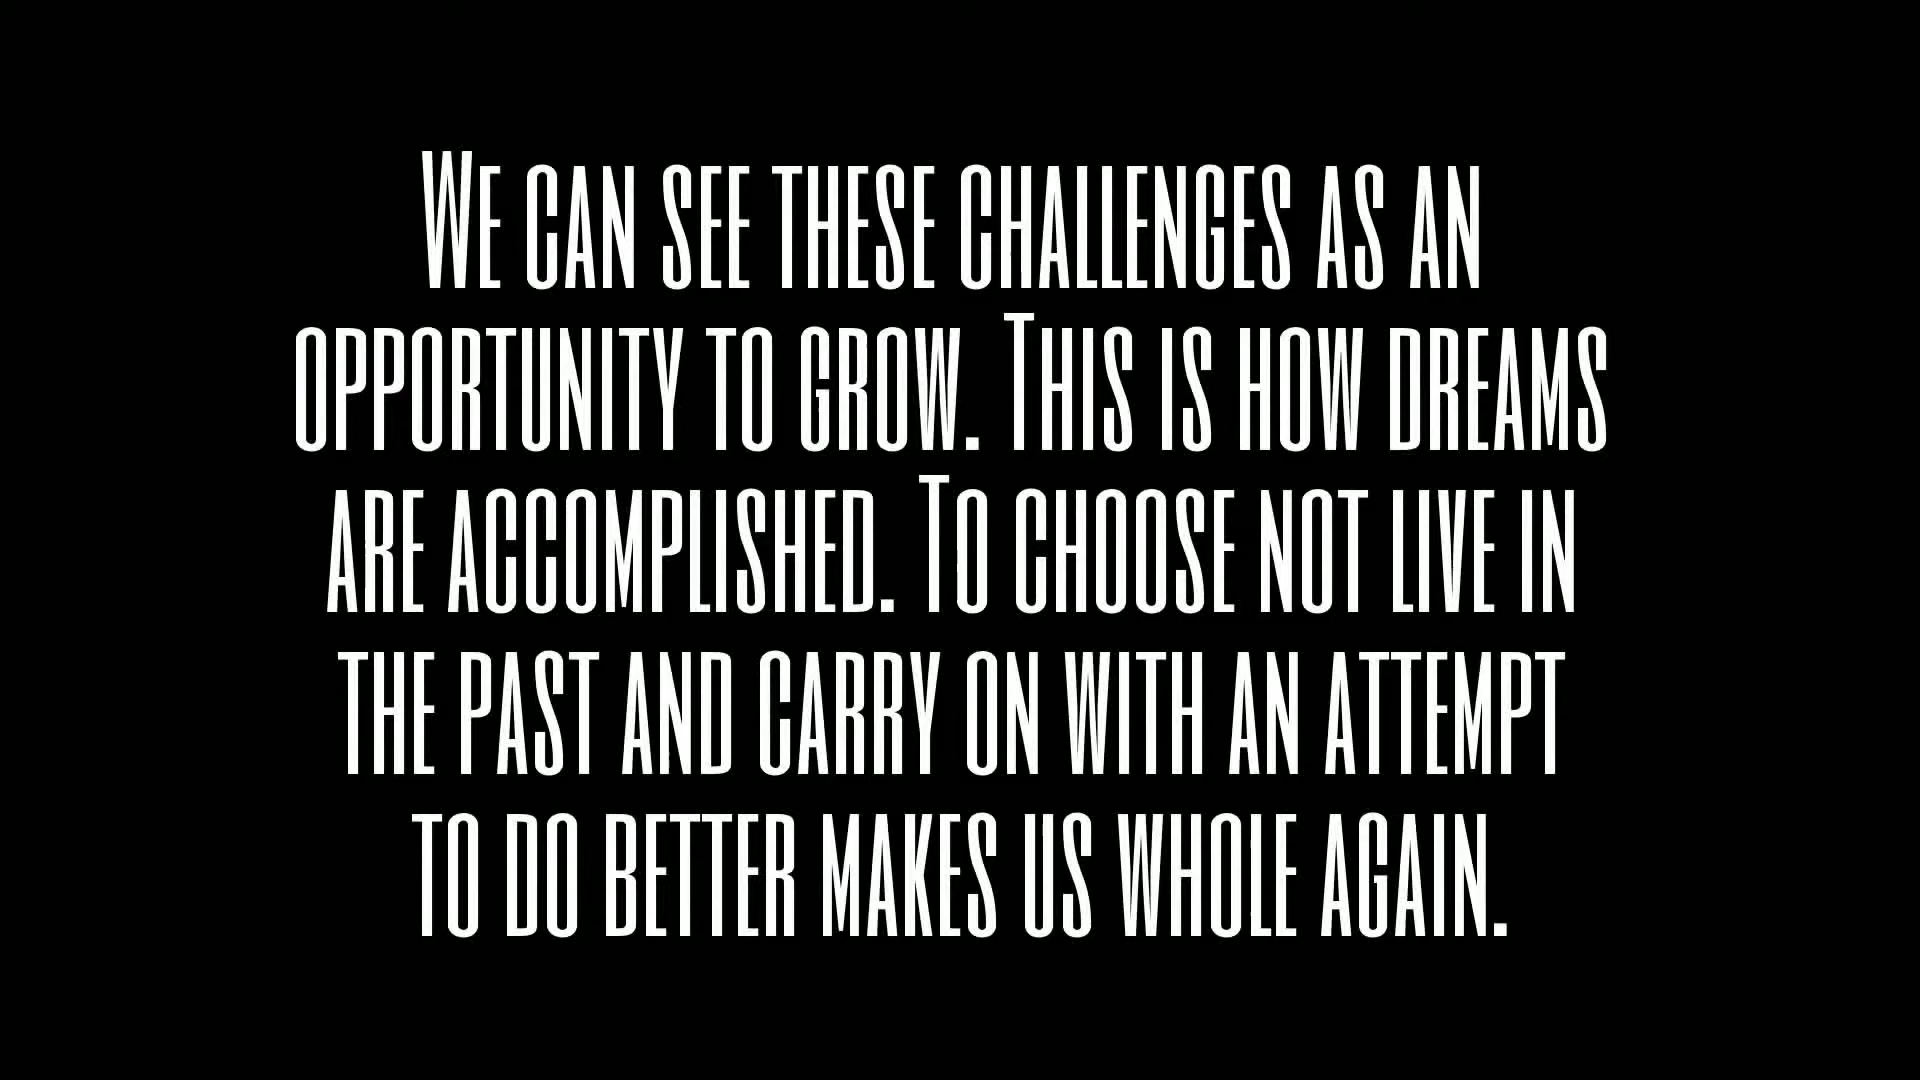 We can see these challenges as an
opportunity to grow. This is how dreams
are accomplished. To choose not live in
the past and carry on with an attempt
to do better makes us whole again.